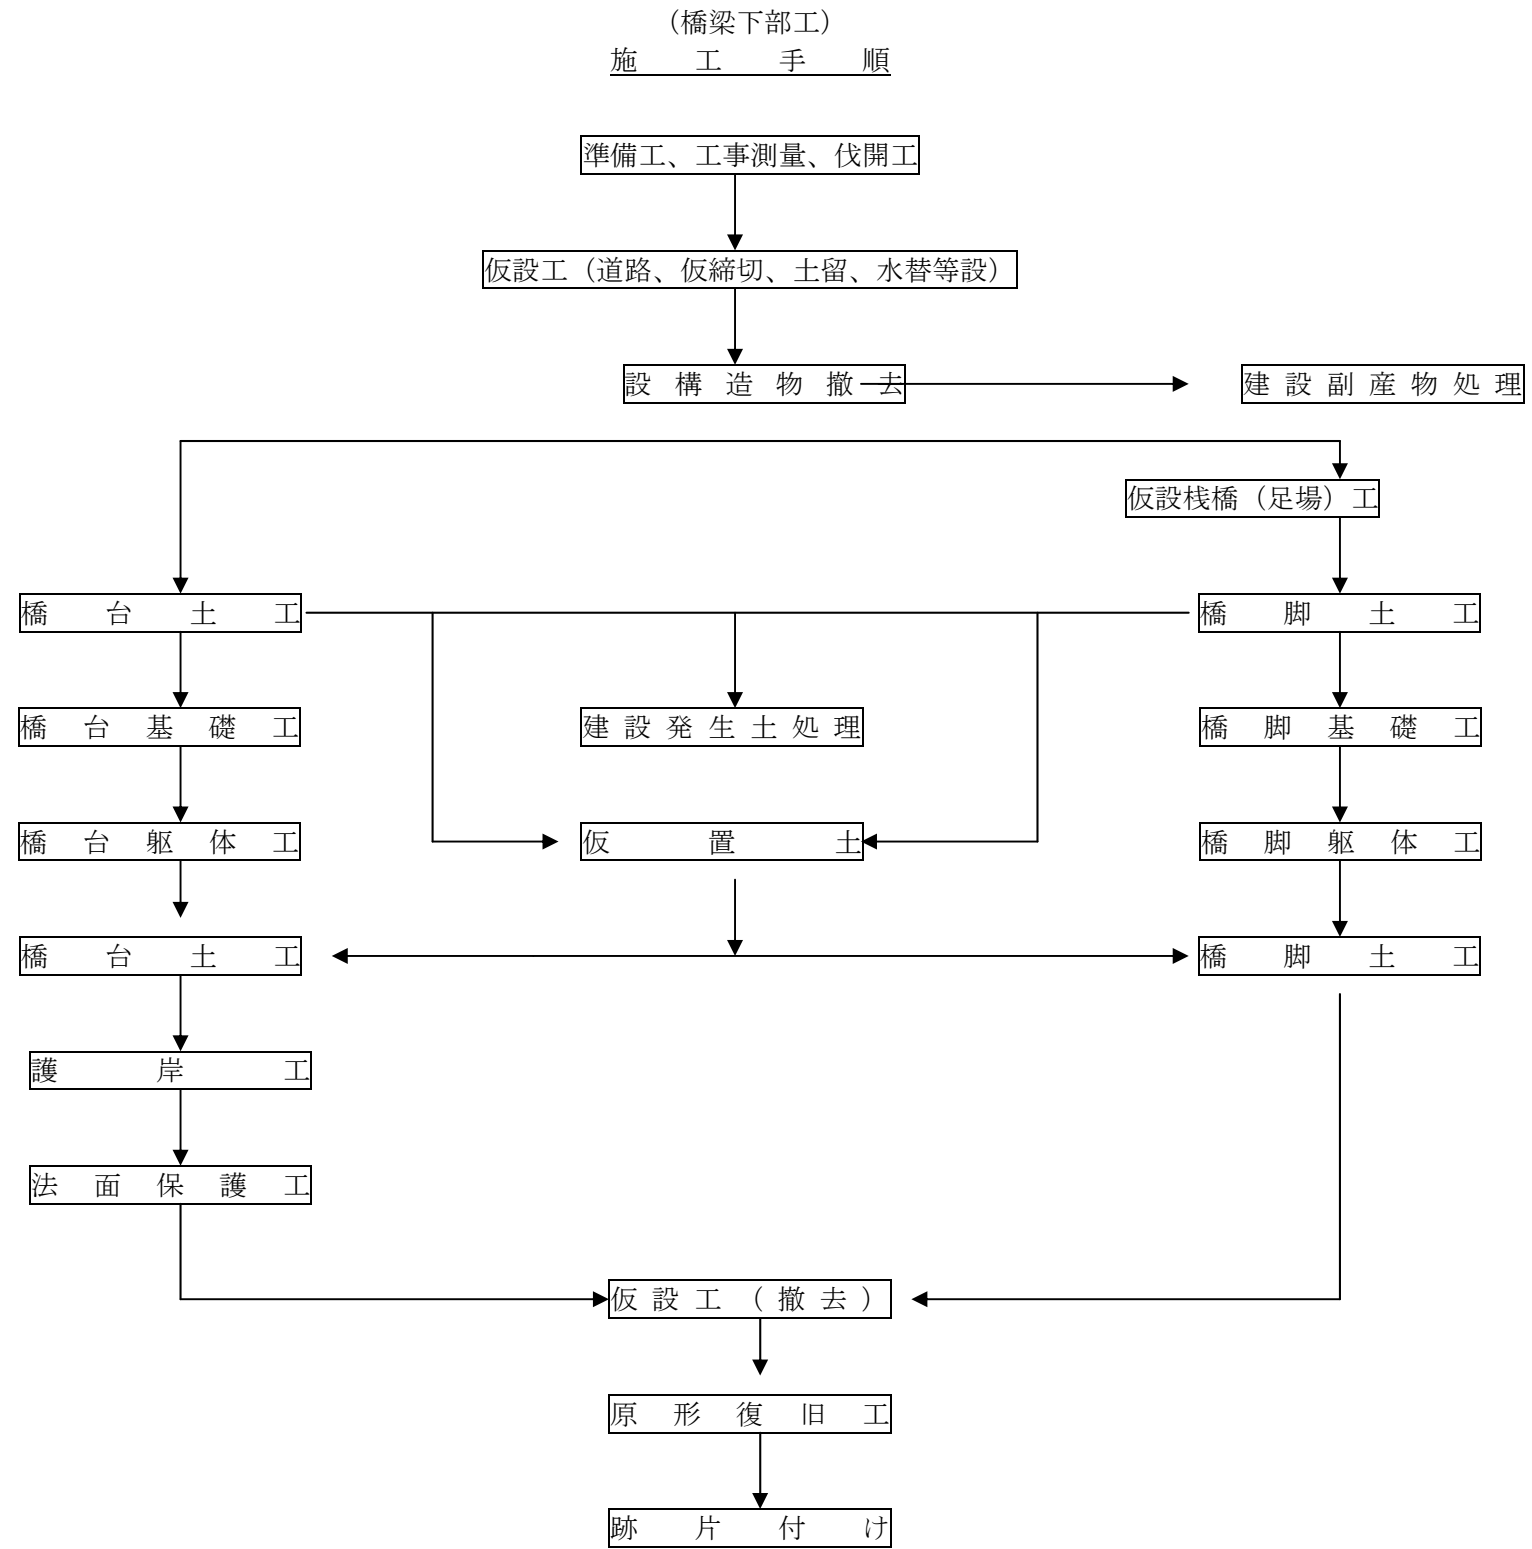 (橋梁下部工)
施工手順
準備工、工事測量、伐開工
仮設工（道路、仮締切、土留、水替等設）
設構造物撤去
建設副産物処理
仮設桟橋（足場）工
橋台土工
橋脚土工
橋台基礎工
建設発生土処理
橋脚基礎工
橋台躯体工
仮置土
橋脚躯体工
橋台土工
橋脚土工
護岸工
法面保護工
仮設工（撤去）
原形復旧工
跡片付け